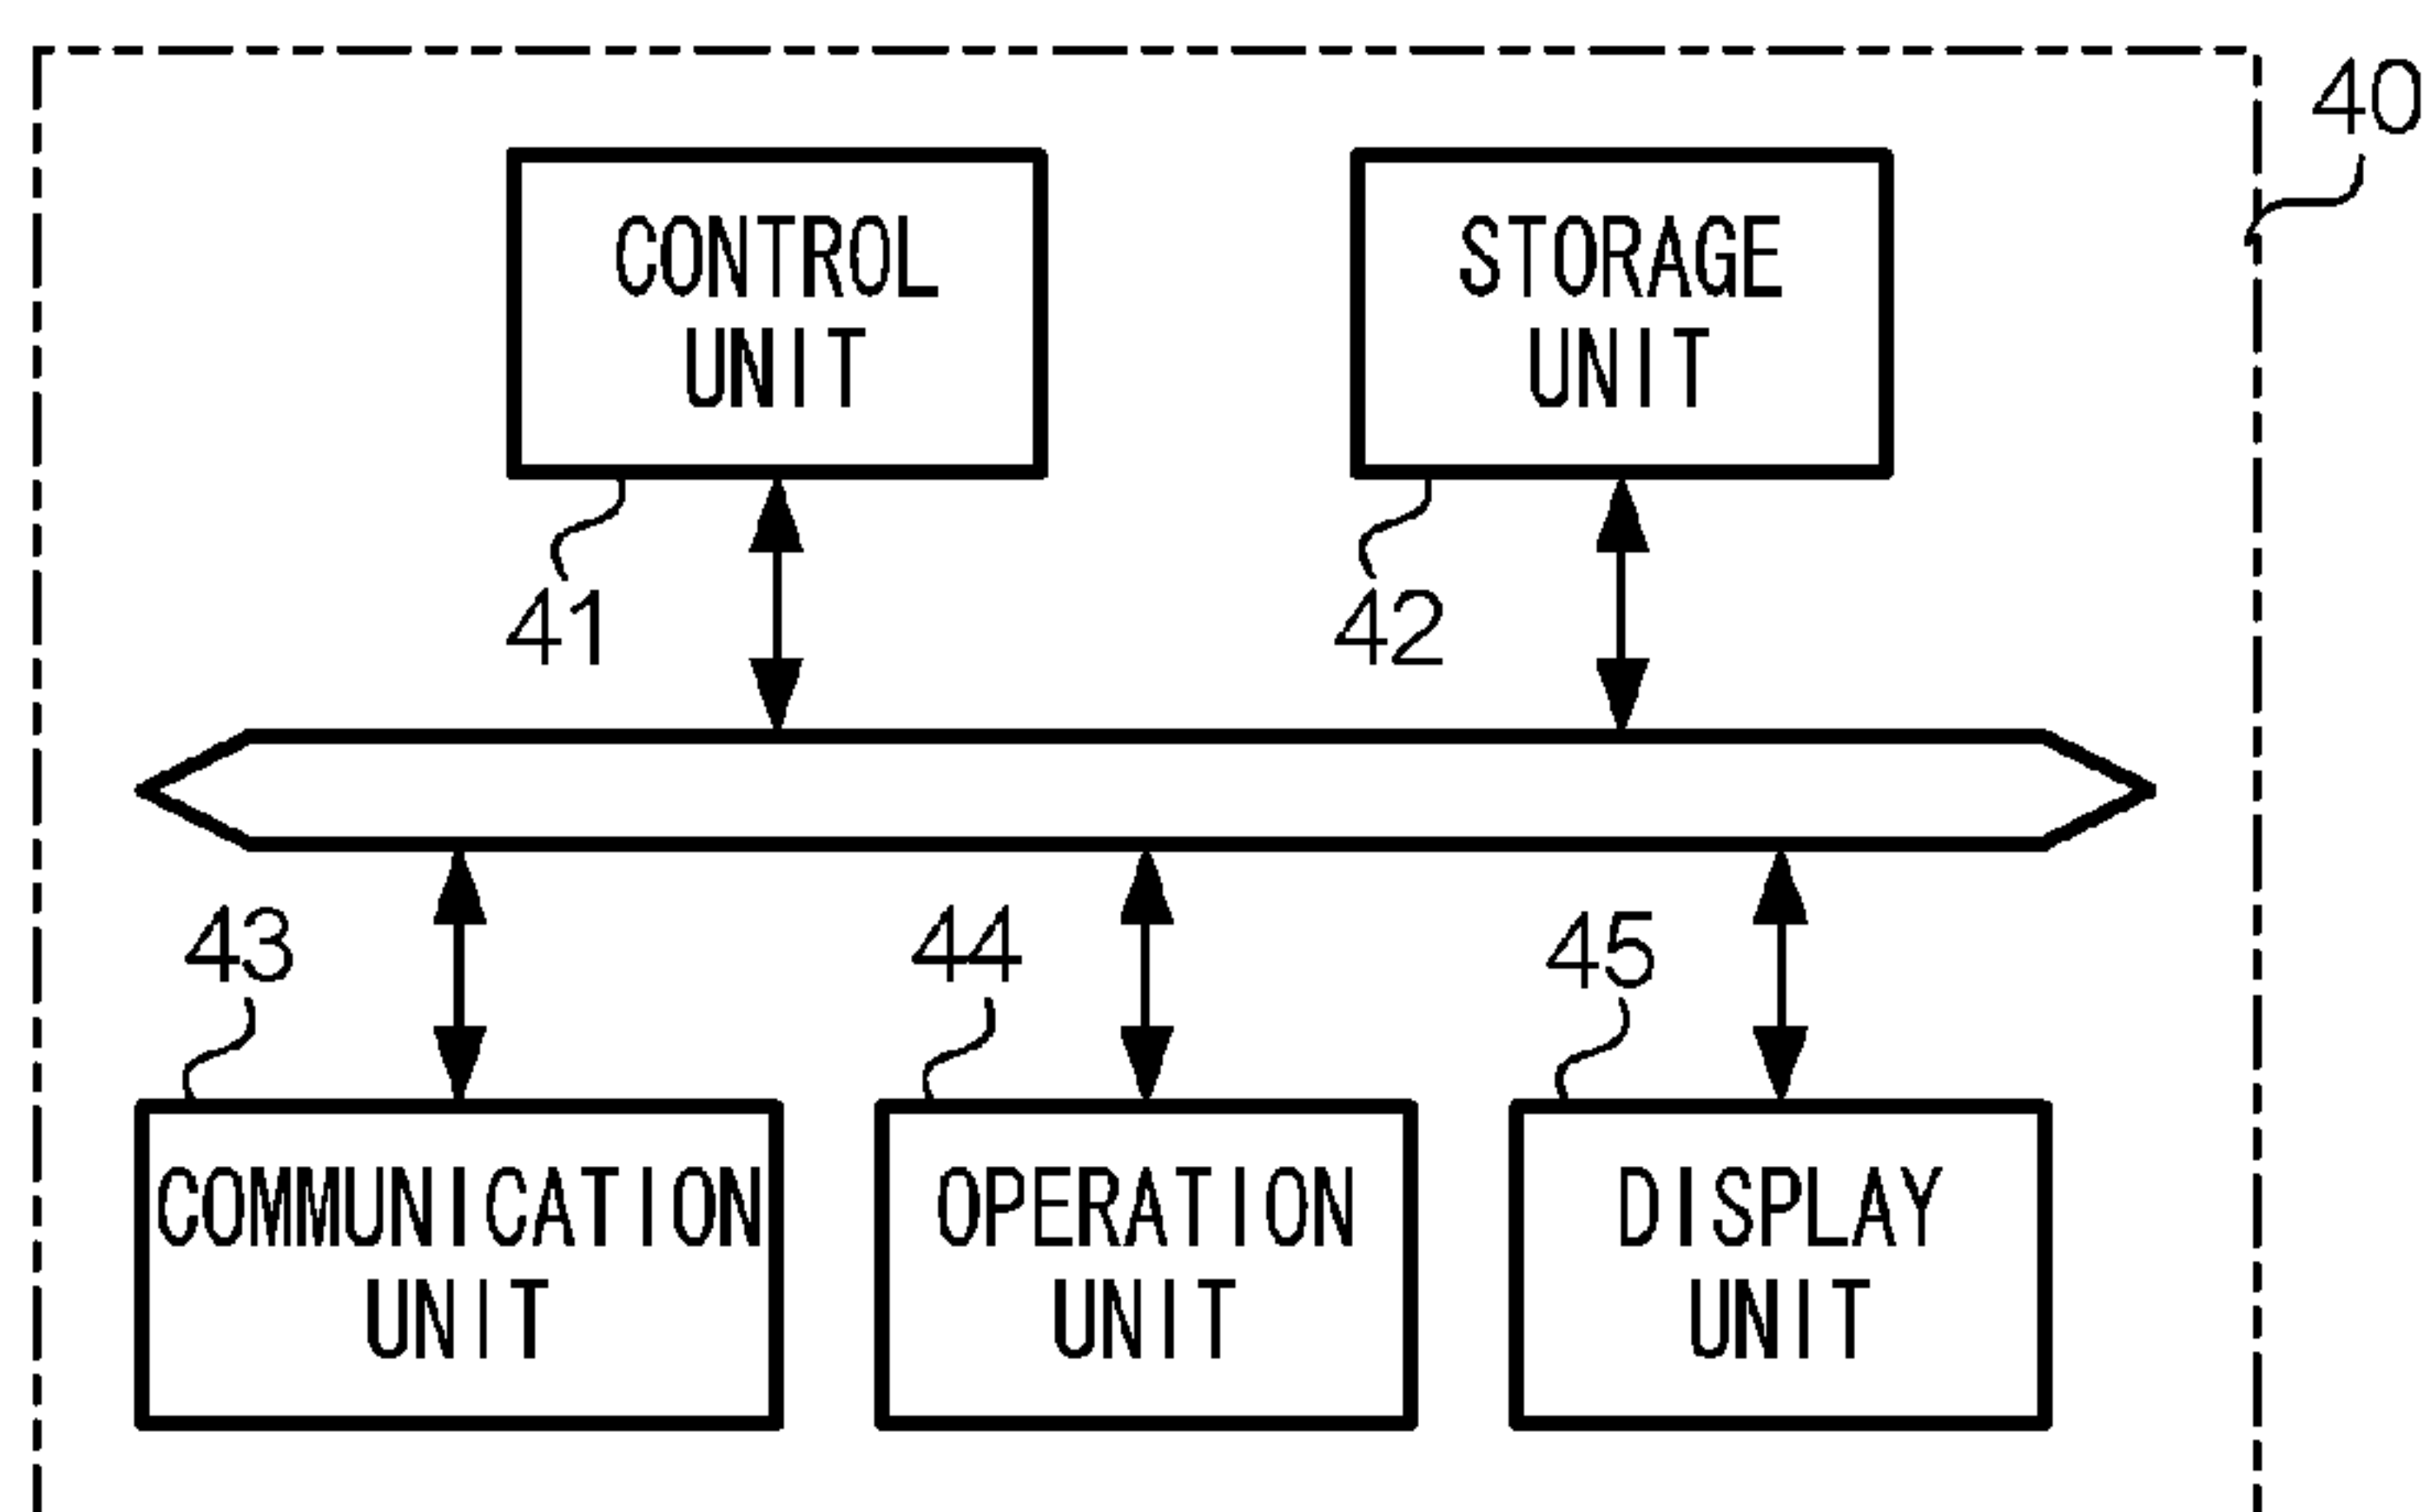 40
CONTROL
UNIT
STORAGE
UNIT
41
42
43
44
45
COMMUNICATION
UNIT
OPERATION
UNIT
DISPLAY
UNIT